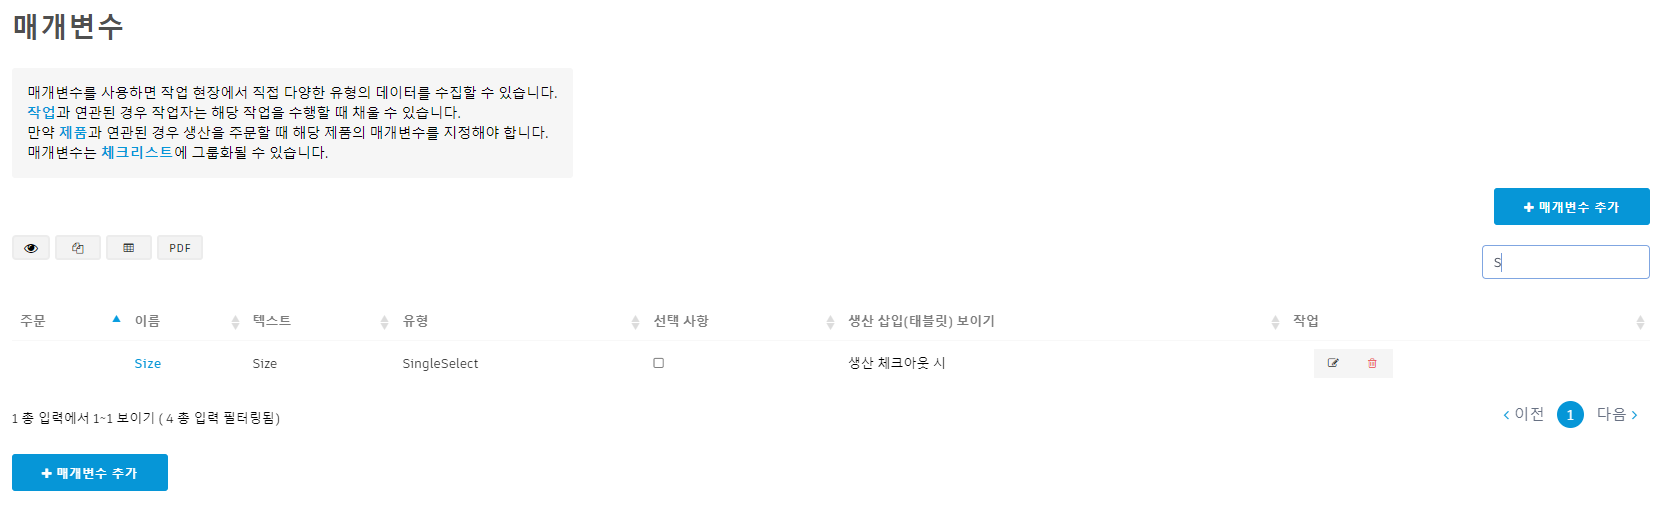 매개변수
매개변수를 사용하면 작업 현장에서 직접 다양한 유형의 데이터를 수집할 수 있습니다.
작업과 연관된 경우 작업자는 해당 작업을 수행할 때 채울 수 있습니다.
만약 제품과 연관된 경우 생산을 주문할 때 해당 제품의 매개변수를 지정해야 합니다.
매개변수는 체크리스트에 그룹화될 수 있습니다.
+ 매개변수 추가
PDF
S
주문 이름 텍스트 유형 선택 사항 생산 삽입(태블릿) 보이기 작업
Size Size SingleSelect 생산 체크아웃 시
1 총 입력에서 1~1 보이기 ( 4 총 입력 필터링됨)
이전 1 다음
+ 매개변수 추가